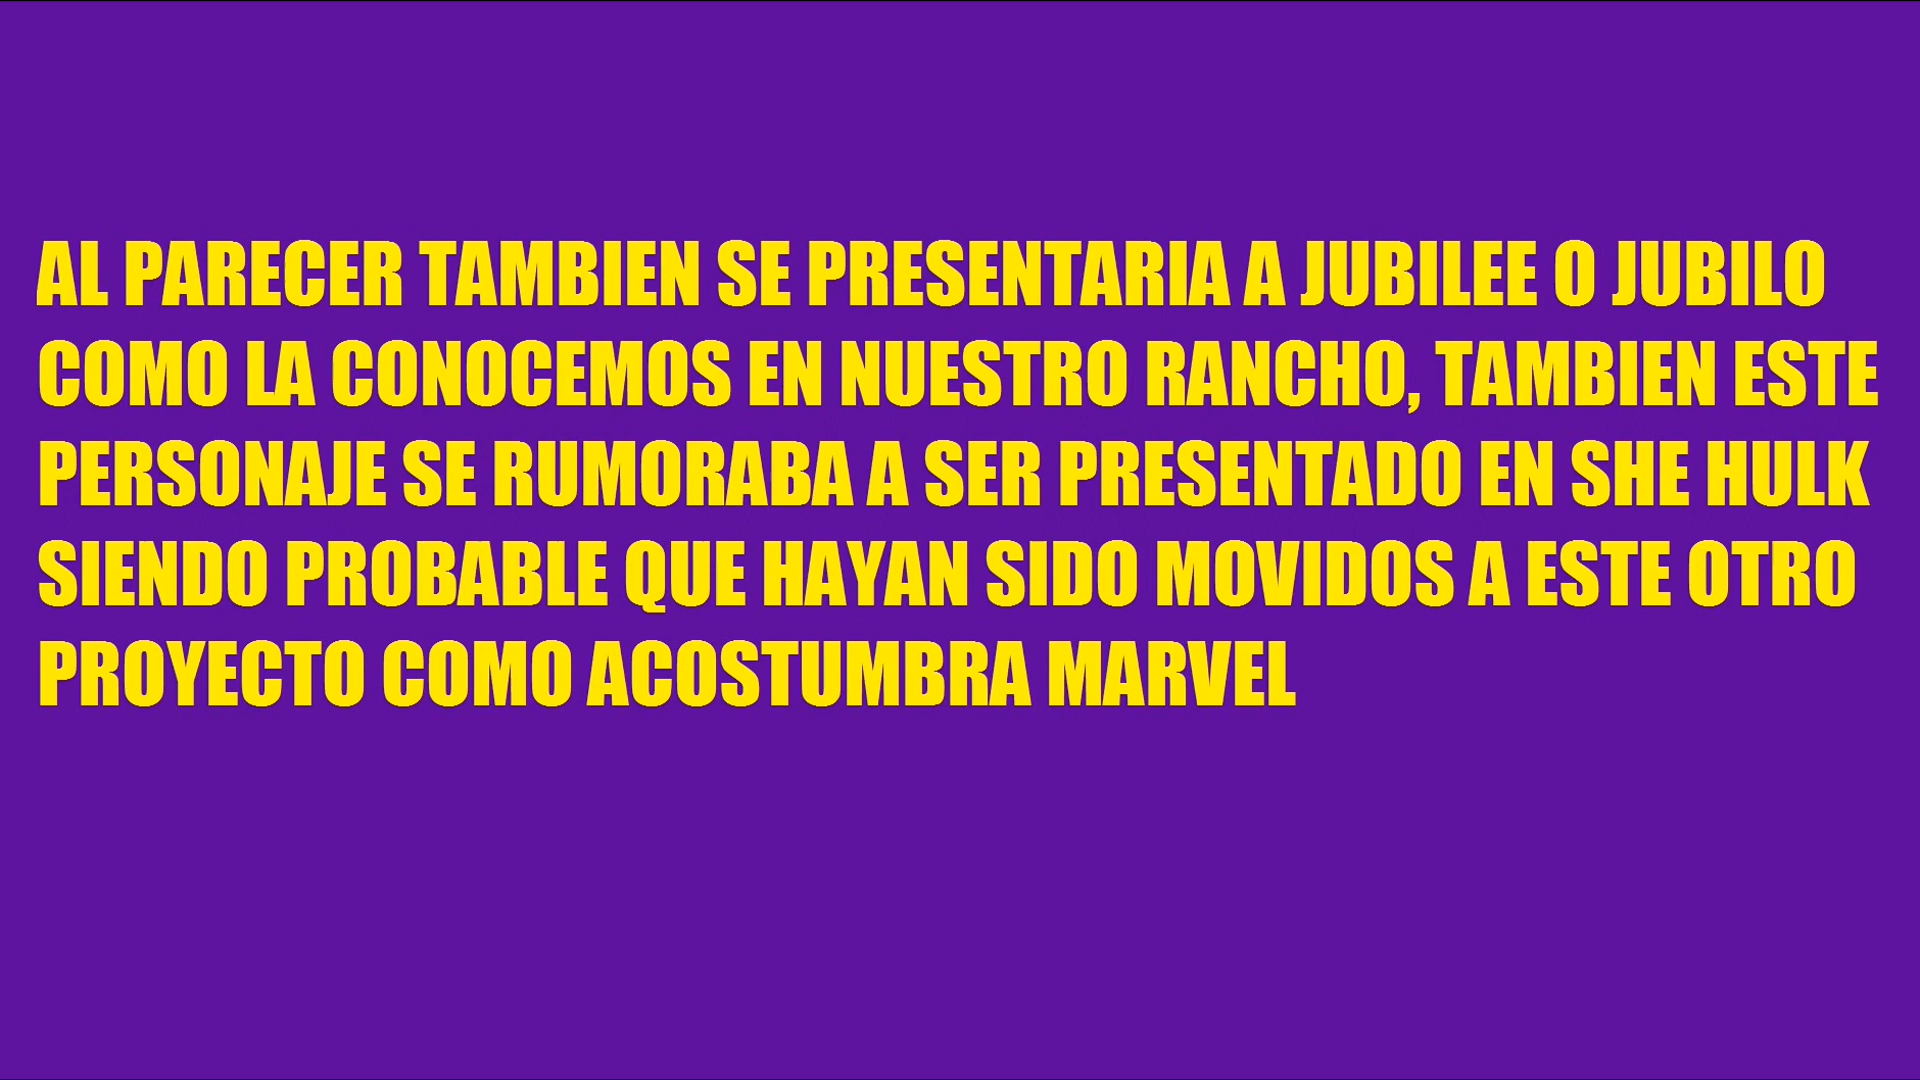 AL PARECER TAMBIEN SE PRESENTARIA A JUBILEE O JUBILO
COMO LA CONOCEMOS EN NUESTRO RANCHO, TAMBIEN ESTE
PERSONAJE SE RUMORABA A SER PRESENTADO EN SHE HULK
SIENDO PROBABLE QUE HAYAN SIDO MOVIDOS A ESTE OTRO
PROYECTO COMO ACOSTUMBRA MARVEL